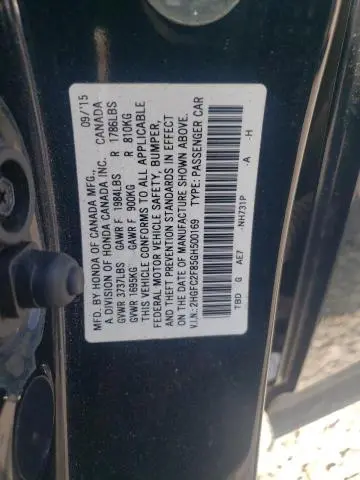 MFD. BY HONDA OF CANADA MFG., 09/15
A DIVISION OF HONDA CANADA INC. CANADA
GVWR 3737LBS GAWR F 1984LBS R 1786LBS
GVWR 1695KG GAWR F 900KG R 810KG
THIS VEHICLE CONFORMS TO ALL APPLICABLE
FEDERAL MOTOR VEHICLE SAFETY, BUMPER,
AND THEFT PREVENTION STANDARDS IN EFFECT
ON THE DATE OF MANUFACTURE SHOWN ABOVE.
V.I.N.: 2HGFC2F85GH500169 TYPE: PASSENGER CAR
TBD G AE7 -NH731P -A -H